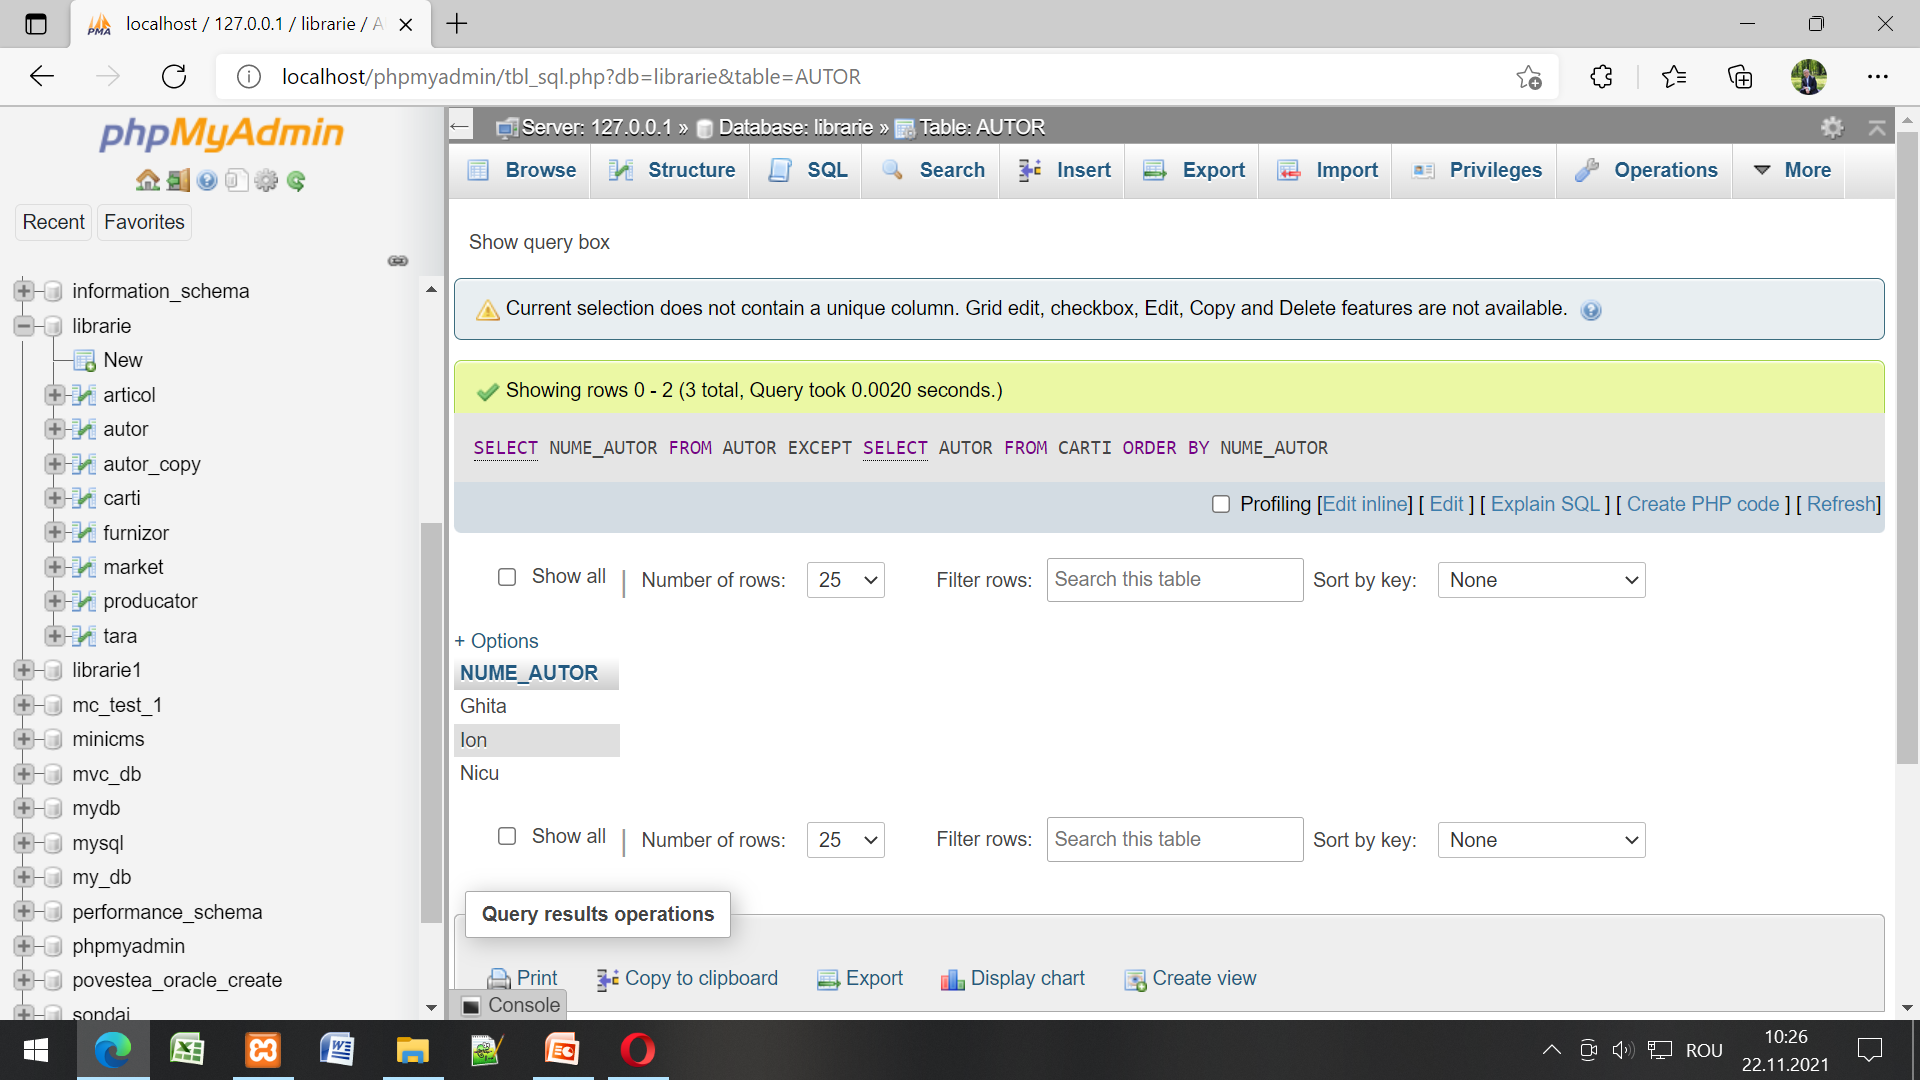 localhost / 127.0.0.1 / librarie / A
localhost/phpmyadmin/tbl_sql.php?db=librarie&table=AUTOR
phpMyAdmin
Recent
Favorites
information_schema
librarie
New
articol
autor
autor_copy
carti
furnizor
market
producator
tara
librarie1
mc_test_1
minicms
mvc_db
mydb
mysql
my_db
performance_schema
phpmyadmin
povestea_oracle_create
sondaj
Server: 127.0.0.1 » Database: librarie » Table: AUTOR
Browse Structure SQL Search Insert Export Import Privileges Operations More
Show query box
Current selection does not contain a unique column. Grid edit, checkbox, Edit, Copy and Delete features are not available.
Showing rows 0 - 2 (3 total, Query took 0.0020 seconds.)
SELECT NUME_AUTOR FROM AUTOR EXCEPT SELECT AUTOR FROM CARTI ORDER BY NUME_AUTOR
Profiling [Edit inline] [ Edit ] [ Explain SQL ] [ Create PHP code ] [ Refresh]
Show all | Number of rows: 25 Filter rows: Search this table Sort by key: None
+ Options
NUME_AUTOR
Ghita
Ion
Nicu
Show all | Number of rows: 25 Filter rows: Search this table Sort by key: None
Query results operations
Print Copy to clipboard Export Display chart Create view
Console
ROU
10:26
22.11.2021